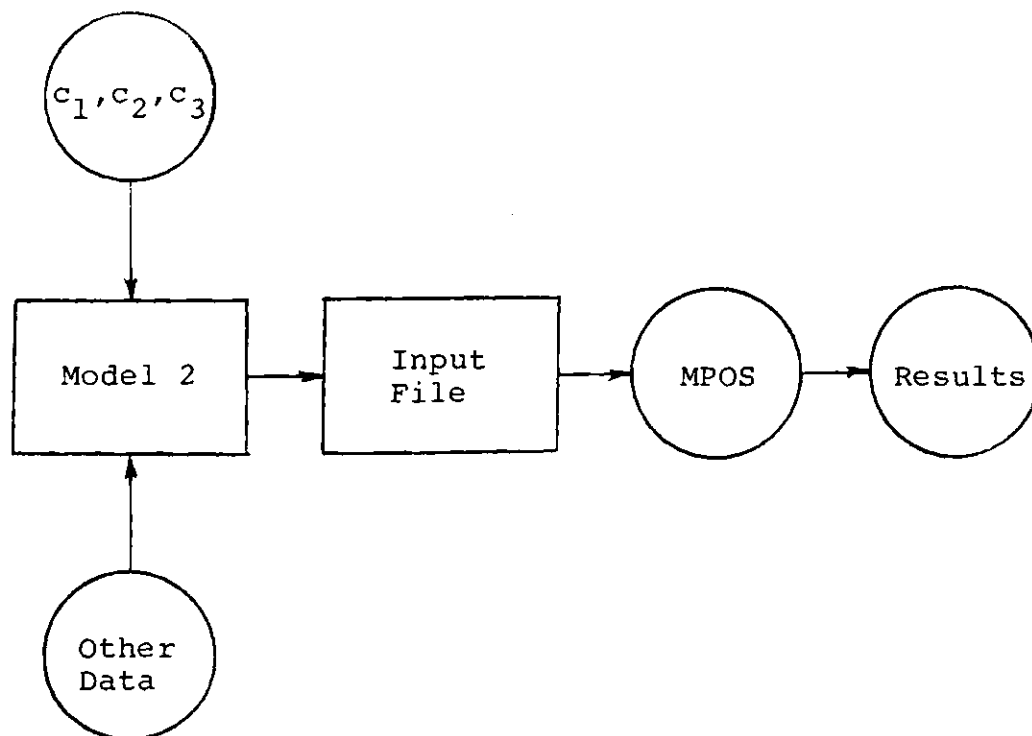 c₁,c₂,c₃
Model 2
Input
File
MPOS
Results
Other
Data